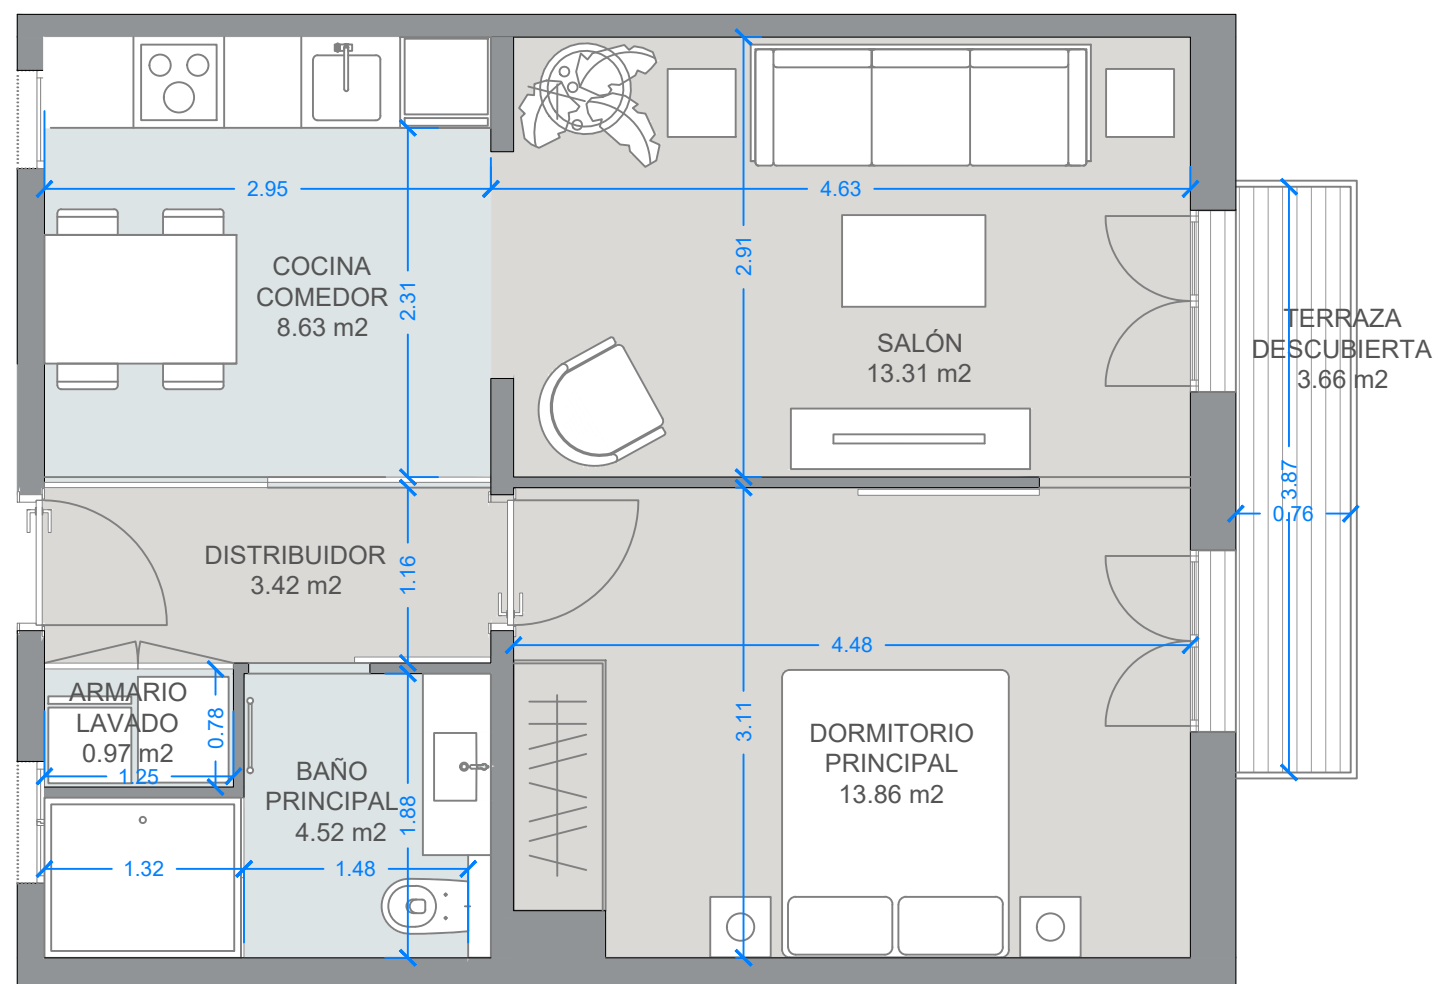 2.95
4.63
COCINA
COMEDOR
8.63 m2
2.31
2.91
SALÓN
13.31 m2
TERRAZA
DESCUBIERTA
3.66 m2
3.87
0.76
DISTRIBUIDOR
3.42 m2
1.16
4.48
ARMARIO
LAVADO
0.97 m2
0.78
1.25
BAÑO
PRINCIPAL
4.52 m2
1.88
1.32
1.48
3.11
DORMITORIO
PRINCIPAL
13.86 m2